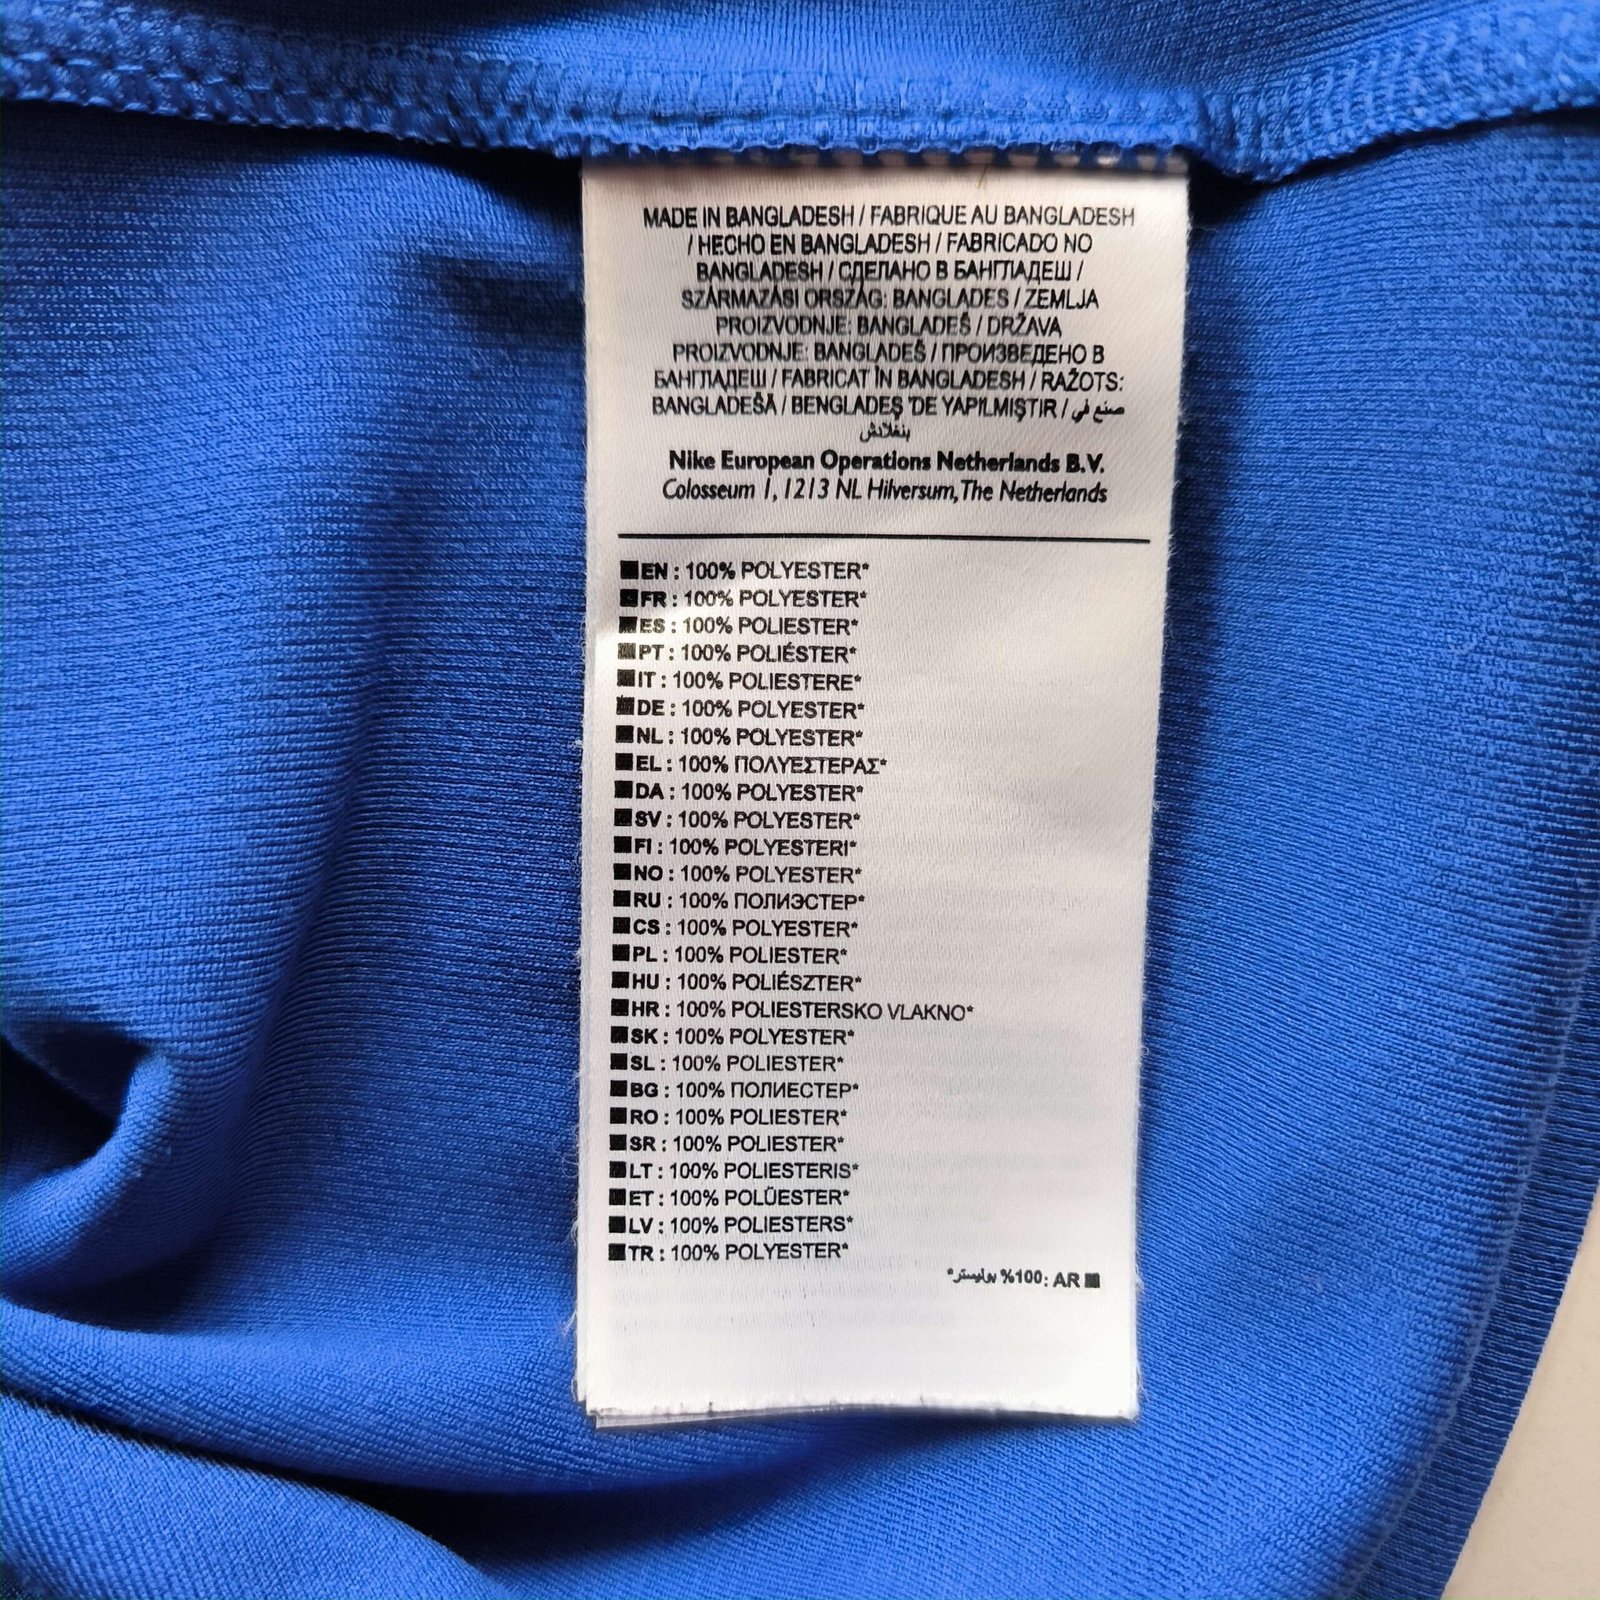 MADE IN BANGLADESH / FABRIQUE AU BANGLADESH
/ HECHO EN BANGLADESH / FABRICADO NO
BANGLADESH / СДЕЛАНО В БАНГЛАДЕШ /
SZÁRMAZÁSI ORSZÁG: BANGLADES / ZEMLJA
PROIZVODNJE: BANGLADEŠ / DRŽAVA
PROIZVODNJE: BANGLADEŠ / ПРОИЗВЕДЕНО В
БАНГЛАДЕШ / FABRICAT ÎN BANGLADESH / RAŽOTS:
BANGLADEŠĀ / BENGLADEŞ 'DE YAPILMIŞTIR / صنع في
بنغلادش
Nike European Operations Netherlands B.V.
Colosseum 1, 1213 NL Hilversum, The Netherlands
EN : 100% POLYESTER*
FR : 100% POLYESTER*
ES : 100% POLIESTER*
PT : 100% POLIÉSTER*
IT : 100% POLIESTERE*
DE : 100% POLYESTER*
NL : 100% POLYESTER*
EL : 100% ΠΟΛΥΕΣΤΕΡΑΣ*
DA : 100% POLYESTER*
SV : 100% POLYESTER*
FI : 100% POLYESTERI*
NO : 100% POLYESTER*
RU : 100% ПОЛИЭСТЕР*
CS : 100% POLYESTER*
PL : 100% POLIESTER*
HU : 100% POLIÉSZTER*
HR : 100% POLIESTERSKO VLAKNO*
SK : 100% POLYESTER*
SL : 100% POLIESTER*
BG : 100% ПОЛИЕСТЕР*
RO : 100% POLIESTER*
SR : 100% POLIESTER*
LT : 100% POLIESTERIS*
ET : 100% POLÜESTER*
LV : 100% POLIESTERS*
TR : 100% POLYESTER*
AR :100% بوليستر*